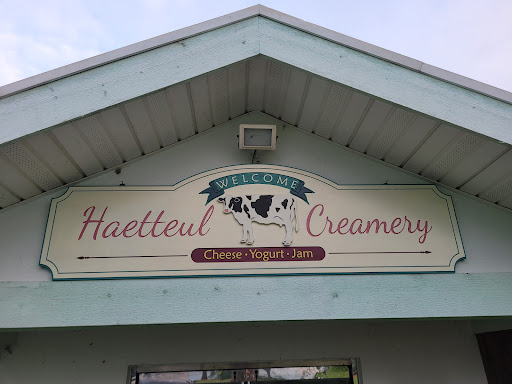 WELCOME
Haetteul Creamery
Cheese · Yogurt · Jam